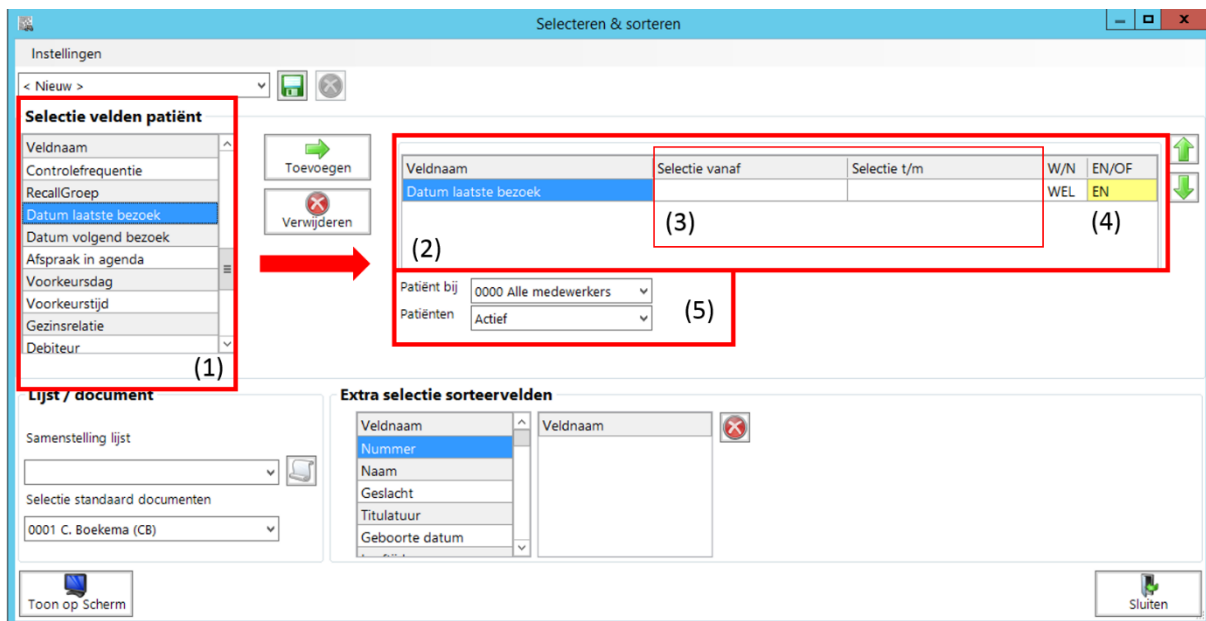 Selecteren & sorteren
Instellingen
< Nieuw >
Selectie velden patiënt
Veldnaam
Controlefrequentie
RecallGroep
Datum laatste bezoek
Datum volgend bezoek
Afspraak in agenda
Voorkeursdag
Voorkeurstijd
Gezinsrelatie
Debiteur
(1)
Toevoegen
Verwijderen
Veldnaam Selectie vanaf Selectie t/m W/N EN/OF
Datum laatste bezoek WEL EN
(2)
(3)
(4)
Patiënt bij 0000 Alle medewerkers
Patiënten Actief
(5)
Lijst / document
Samenstelling lijst
Selectie standaard documenten
0001 C. Boekema (CB)
Extra selectie sorteervelden
Veldnaam
Nummer
Naam
Geslacht
Titulatuur
Geboorte datum
Veldnaam
Toon op Scherm
Sluiten